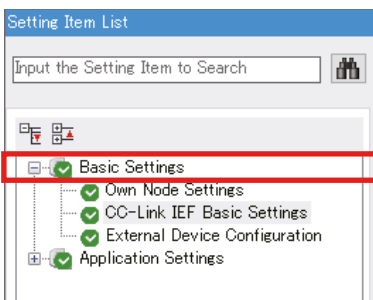 Setting Item List
Input the Setting Item to Search
Basic Settings
Own Node Settings
CC-Link IEF Basic Settings
External Device Configuration
Application Settings